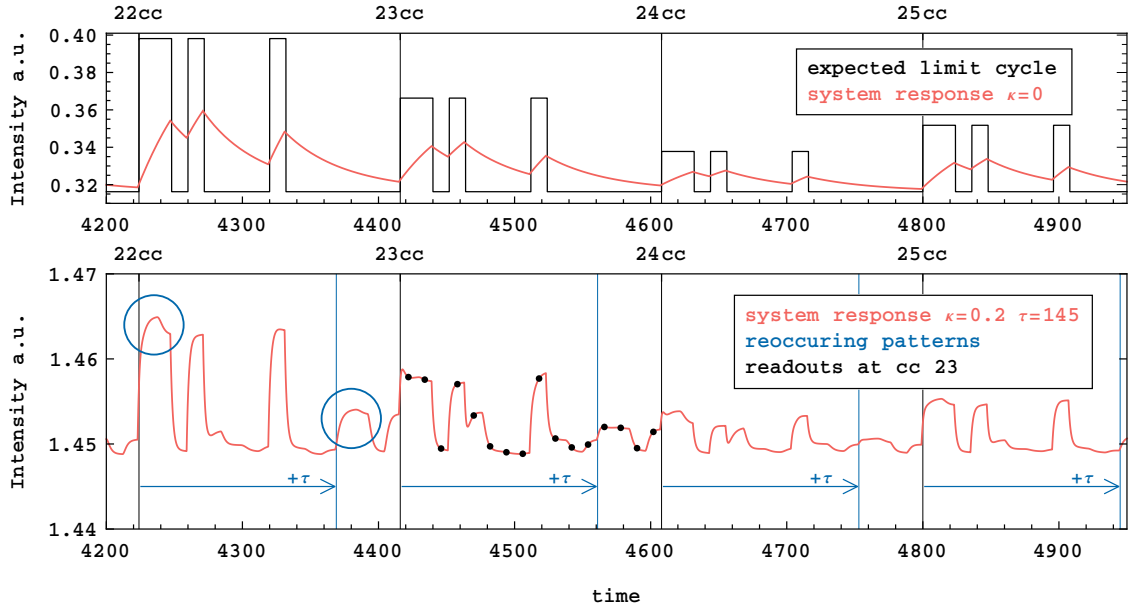 22cc 23cc 24cc 25cc
Intensity a.u.
0.40
0.40
0.36
0.34
0.32
expected limit cycle
system response κ=0
4200 4300 4400 4500 4600 4700 4800 4900
22cc 23cc 24cc 25cc
Intensity a.u.
1.47
1.46
1.45
1.44
system response κ=0.2 τ=145
reoccuring patterns
readouts at cc 23
+τ +τ +τ +τ
4200 4300 4400 4500 4600 4700 4800 4900
time